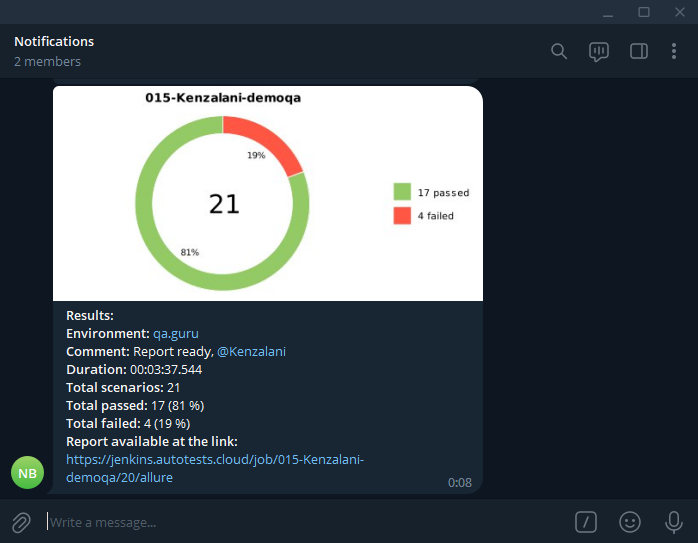 Notifications
2 members
015-Kenzalani-demoqa
19%
21
81%
17 passed
4 failed
Results:
Environment: qa.guru
Comment: Report ready, @Kenzalani
Duration: 00:03:37.544
Total scenarios: 21
Total passed: 17 (81 %)
Total failed: 4 (19 %)
Report available at the link:
https://jenkins.autotests.cloud/job/015-Kenzalani-
demoqa/20/allure
NB
0:08
Write a message...